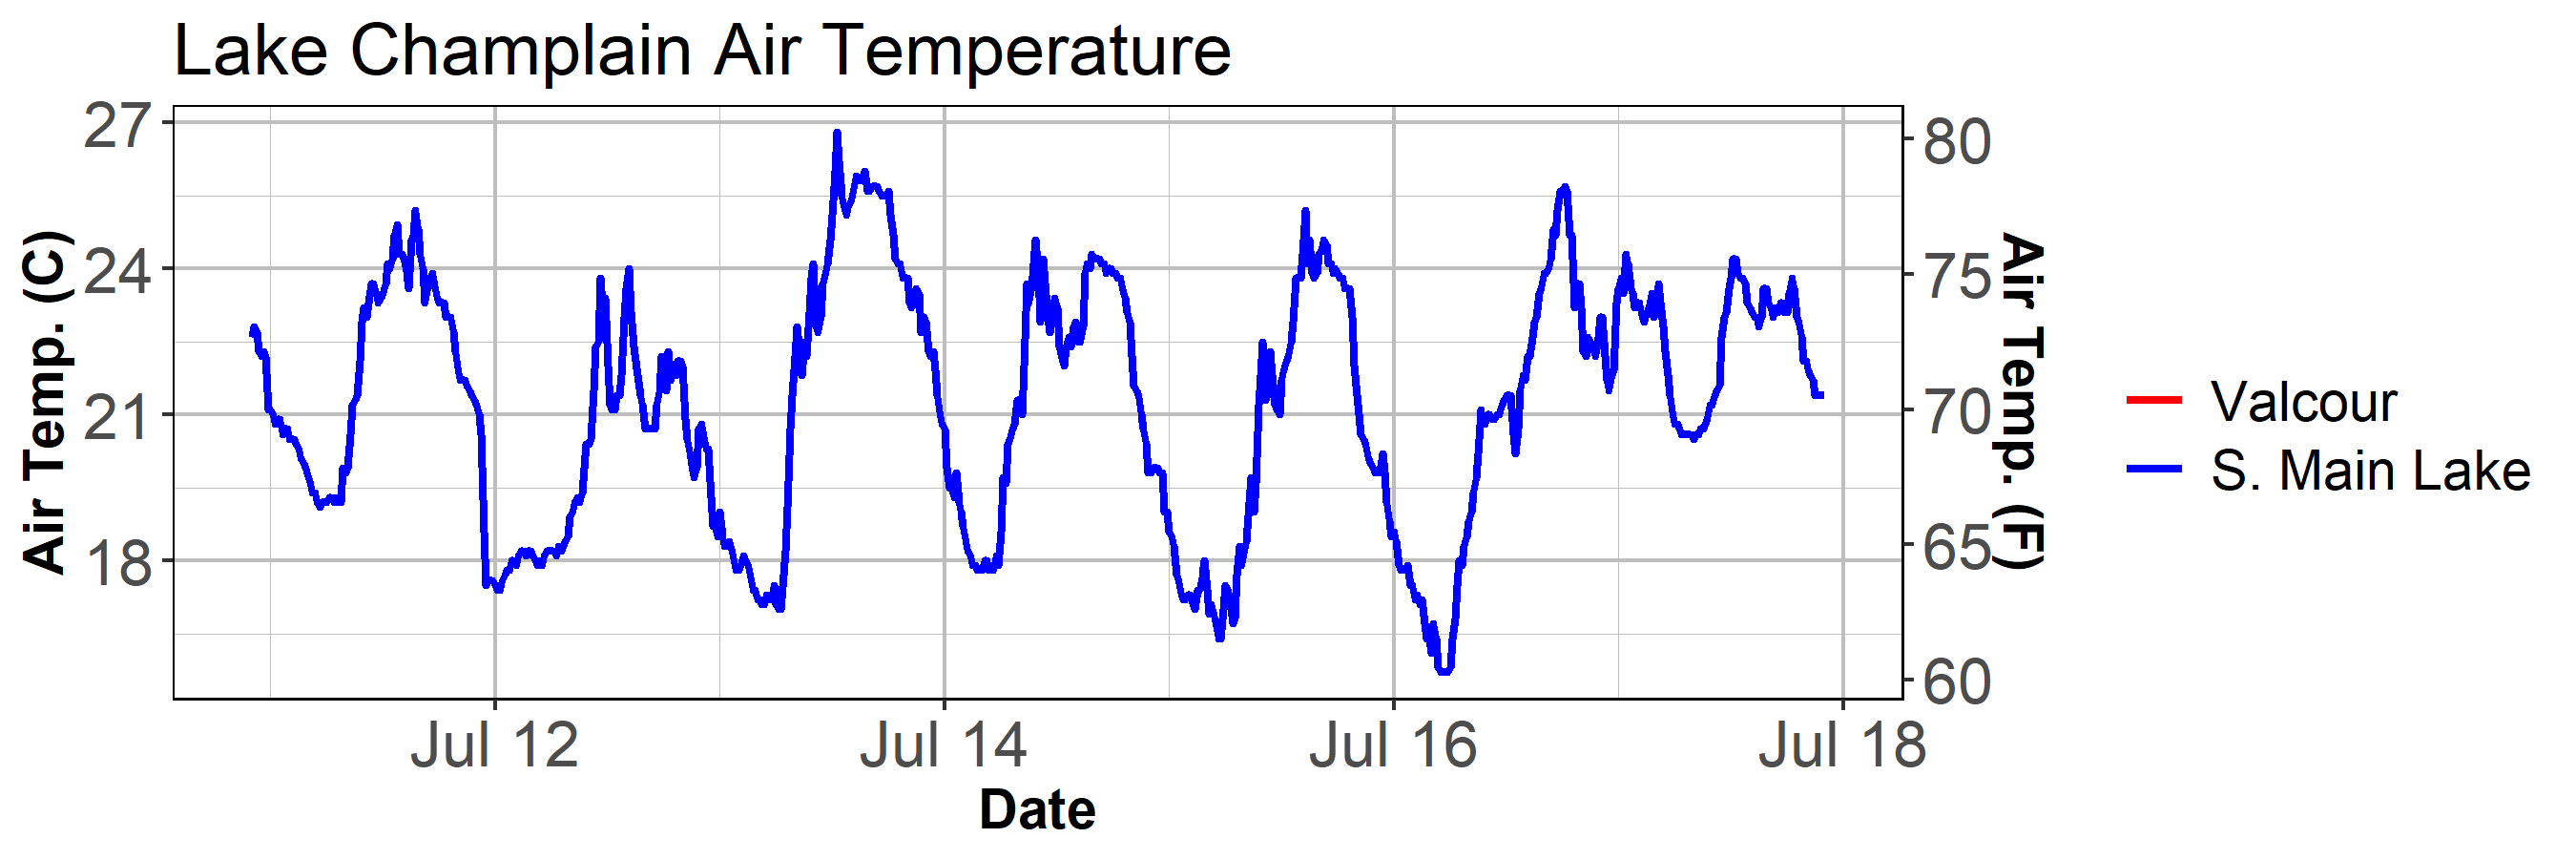 Lake Champlain Air Temperature
Air Temp. (C)
27
24
21
18
80
75
70
65
60
Air Temp. (F)
Jul 12
Jul 14
Jul 16
Jul 18
Date
Valcour
S. Main Lake